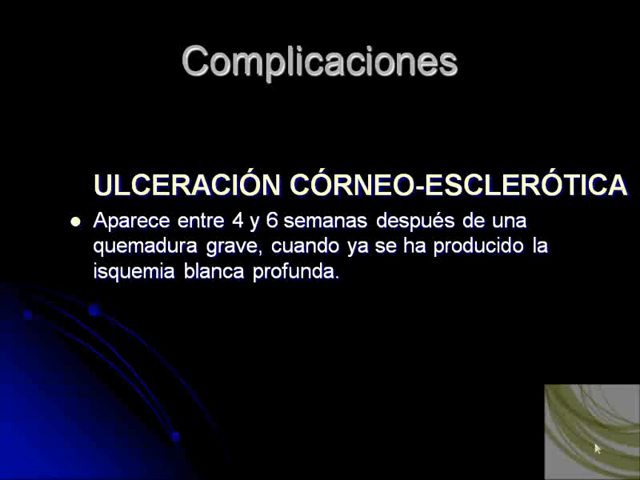 Complicaciones
ULCERACIÓN CÓRNEO-ESCLERÓTICA
Aparece entre 4 y 6 semanas después de una
quemadura grave, cuando ya se ha producido la
isquemia blanca profunda.